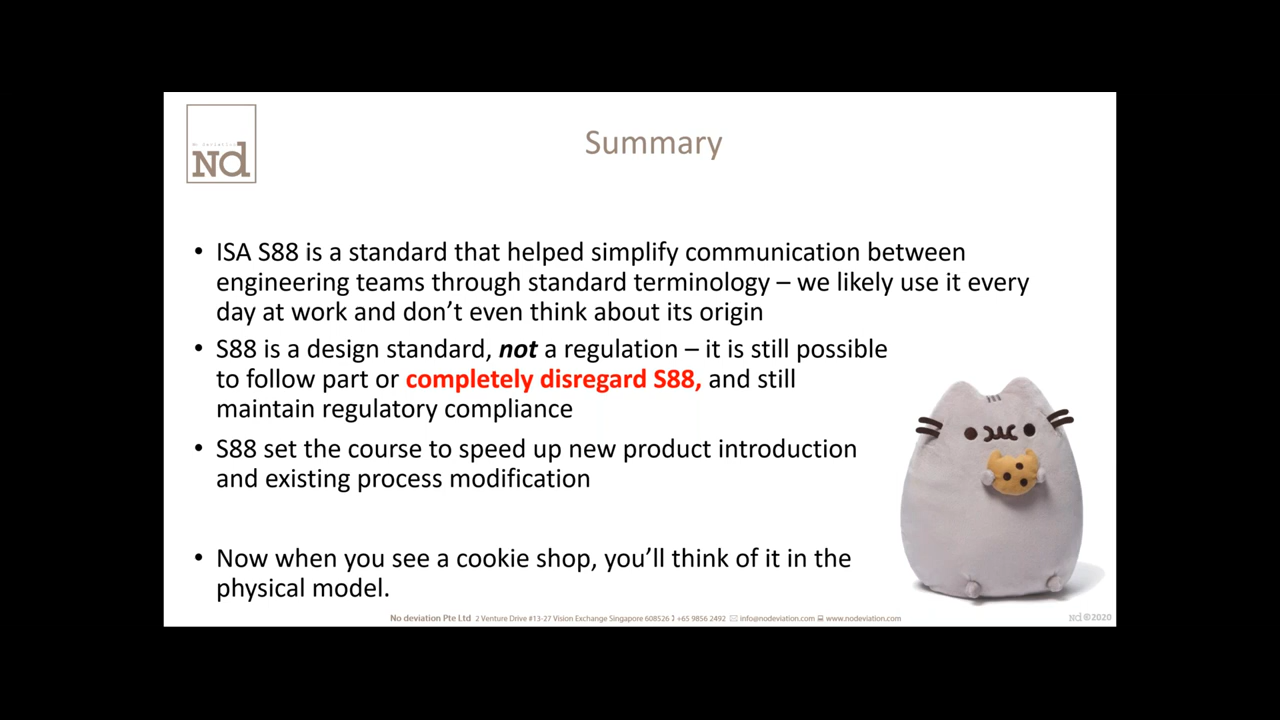 No deviation
Nd
Summary
• ISA S88 is a standard that helped simplify communication between
engineering teams through standard terminology – we likely use it every
day at work and don’t even think about its origin
• S88 is a design standard, not a regulation – it is still possible
to follow part or completely disregard S88, and still
maintain regulatory compliance
• S88 set the course to speed up new product introduction
and existing process modification
• Now when you see a cookie shop, you’ll think of it in the
physical model.
No deviation Pte Ltd 2 Venture Drive #13-27 Vision Exchange Singapore 608526 +65 9856 2492 info@nodeviation.com www.nodeviation.com
Nd ©2020